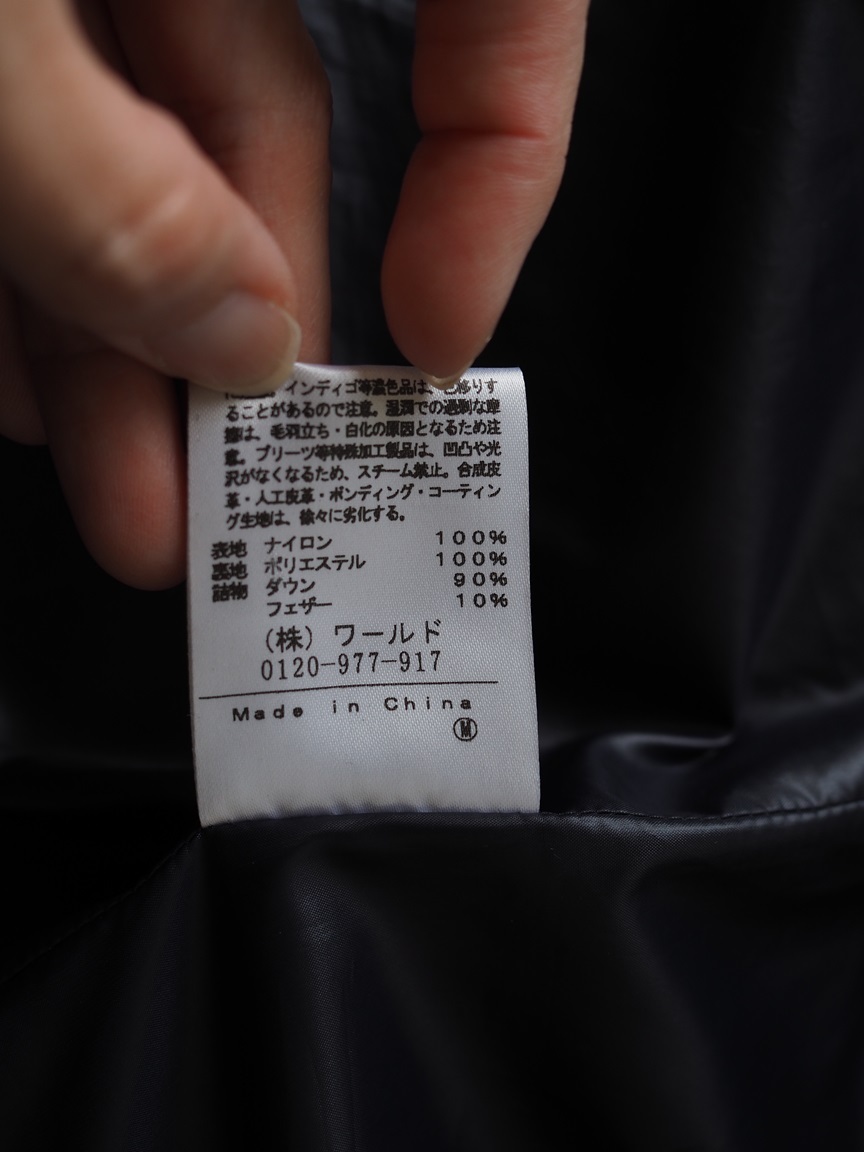 インディゴ等濃色品は、色移りす
ることがあるので注意。湿潤での過剰な摩
擦は、毛羽立ち・白化の原因となるため注
意。プリーツ等特殊加工製品は、凹凸や光
沢がなくなるため、スチーム禁止。合成皮
革・人工皮革・ボンディング・コーティン
グ生地は、徐々に劣化する。
表地 ナイロン 100%
裏地 ポリエステル 100%
詰物 ダウン 90%
フェザー 10%
(株) ワールド
0120-977-917
Made in China
Ⓜ